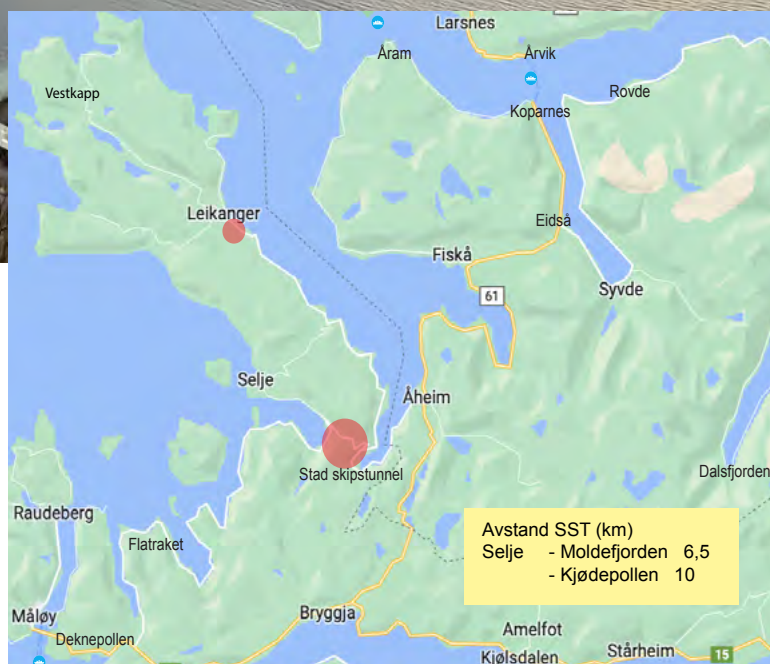 Larsnes
Åram
Årvik
Vestkapp
Rovde
Koparnes
Leikanger
Eidså
Fiskå
61
Syvde
Selje
Åheim
Stad skipstunnel
Dalsfjorden
Raudeberg
Flatraket
Avstand SST (km)
Selje - Moldefjorden 6,5
- Kjødepollen 10
Måløy
Bryggja
Deknepollen
Amelfot
Kjølsdalen
Stårheim
15